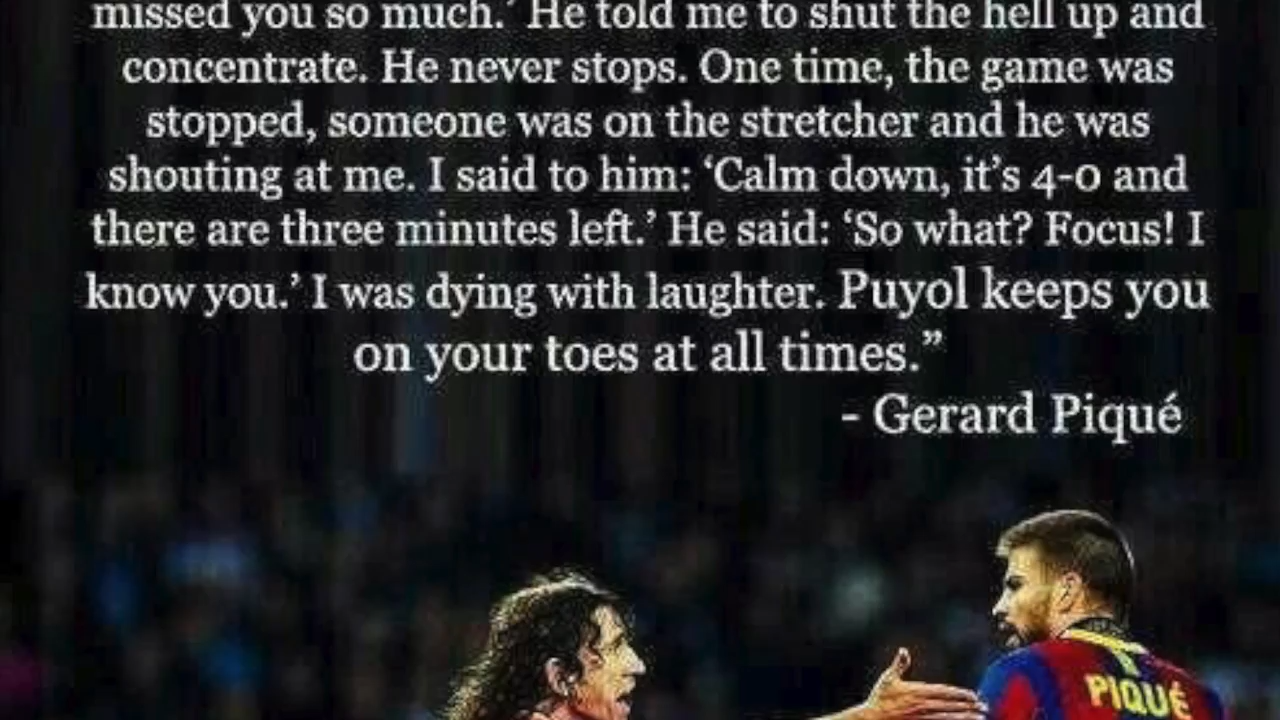 missed you so much.’ He told me to shut the hell up and
concentrate. He never stops. One time, the game was
stopped, someone was on the stretcher and he was
shouting at me. I said to him: ‘Calm down, it’s 4-0 and
there are three minutes left.’ He said: ‘So what? Focus! I
know you.’ I was dying with laughter. Puyol keeps you
on your toes at all times.”
- Gerard Piqué
PIQUÉ